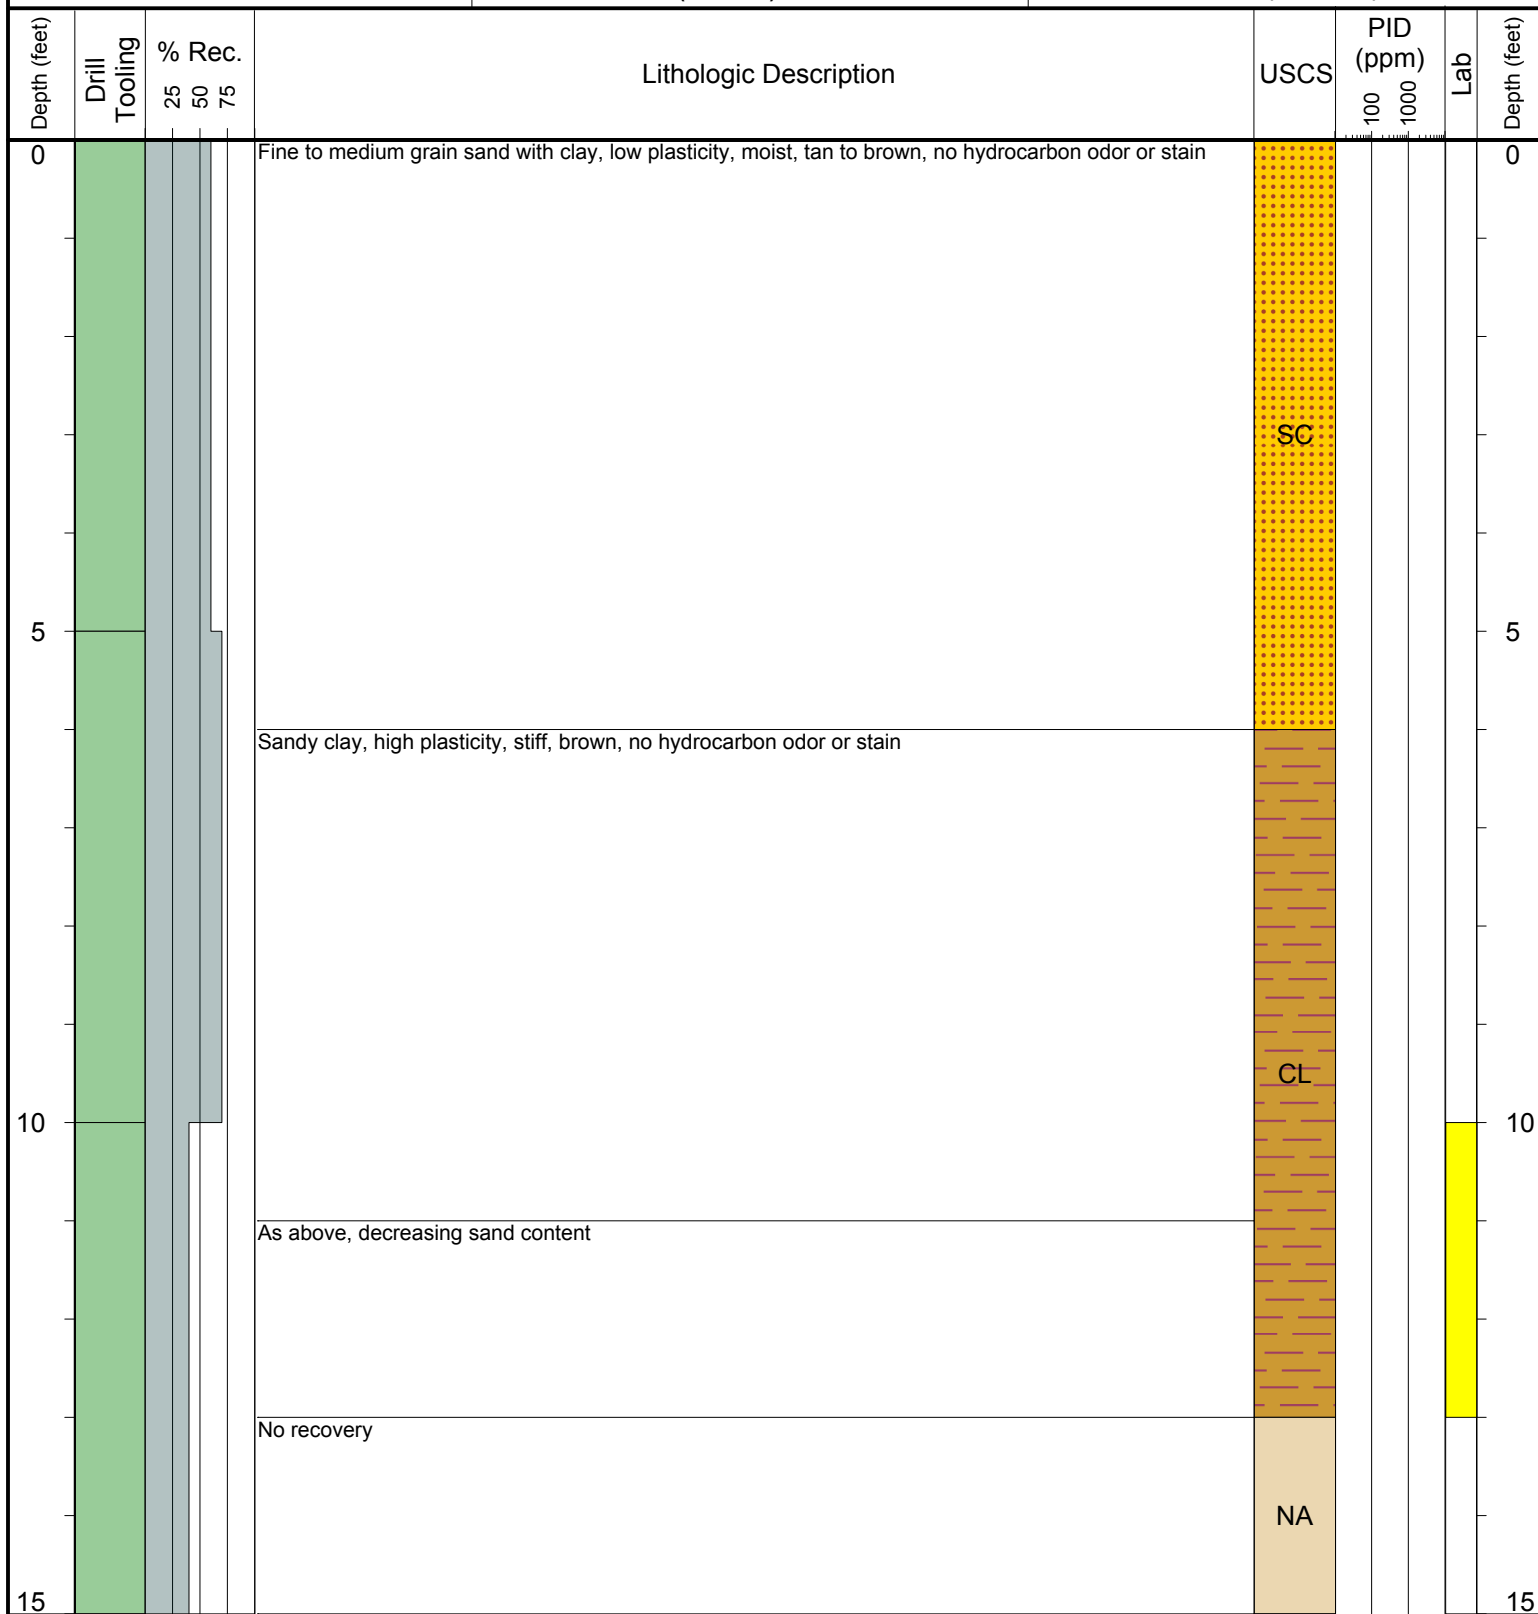 Depth (feet)
Drill Tooling
% Rec.
25
50
75
Lithologic Description
USCS
PID
(ppm)
100
1000
Lab
Depth (feet)
0
Fine to medium grain sand with clay, low plasticity, moist, tan to brown, no hydrocarbon odor or stain
0
SC
5
5
Sandy clay, high plasticity, stiff, brown, no hydrocarbon odor or stain
CL
10
10
As above, decreasing sand content
No recovery
NA
15
15